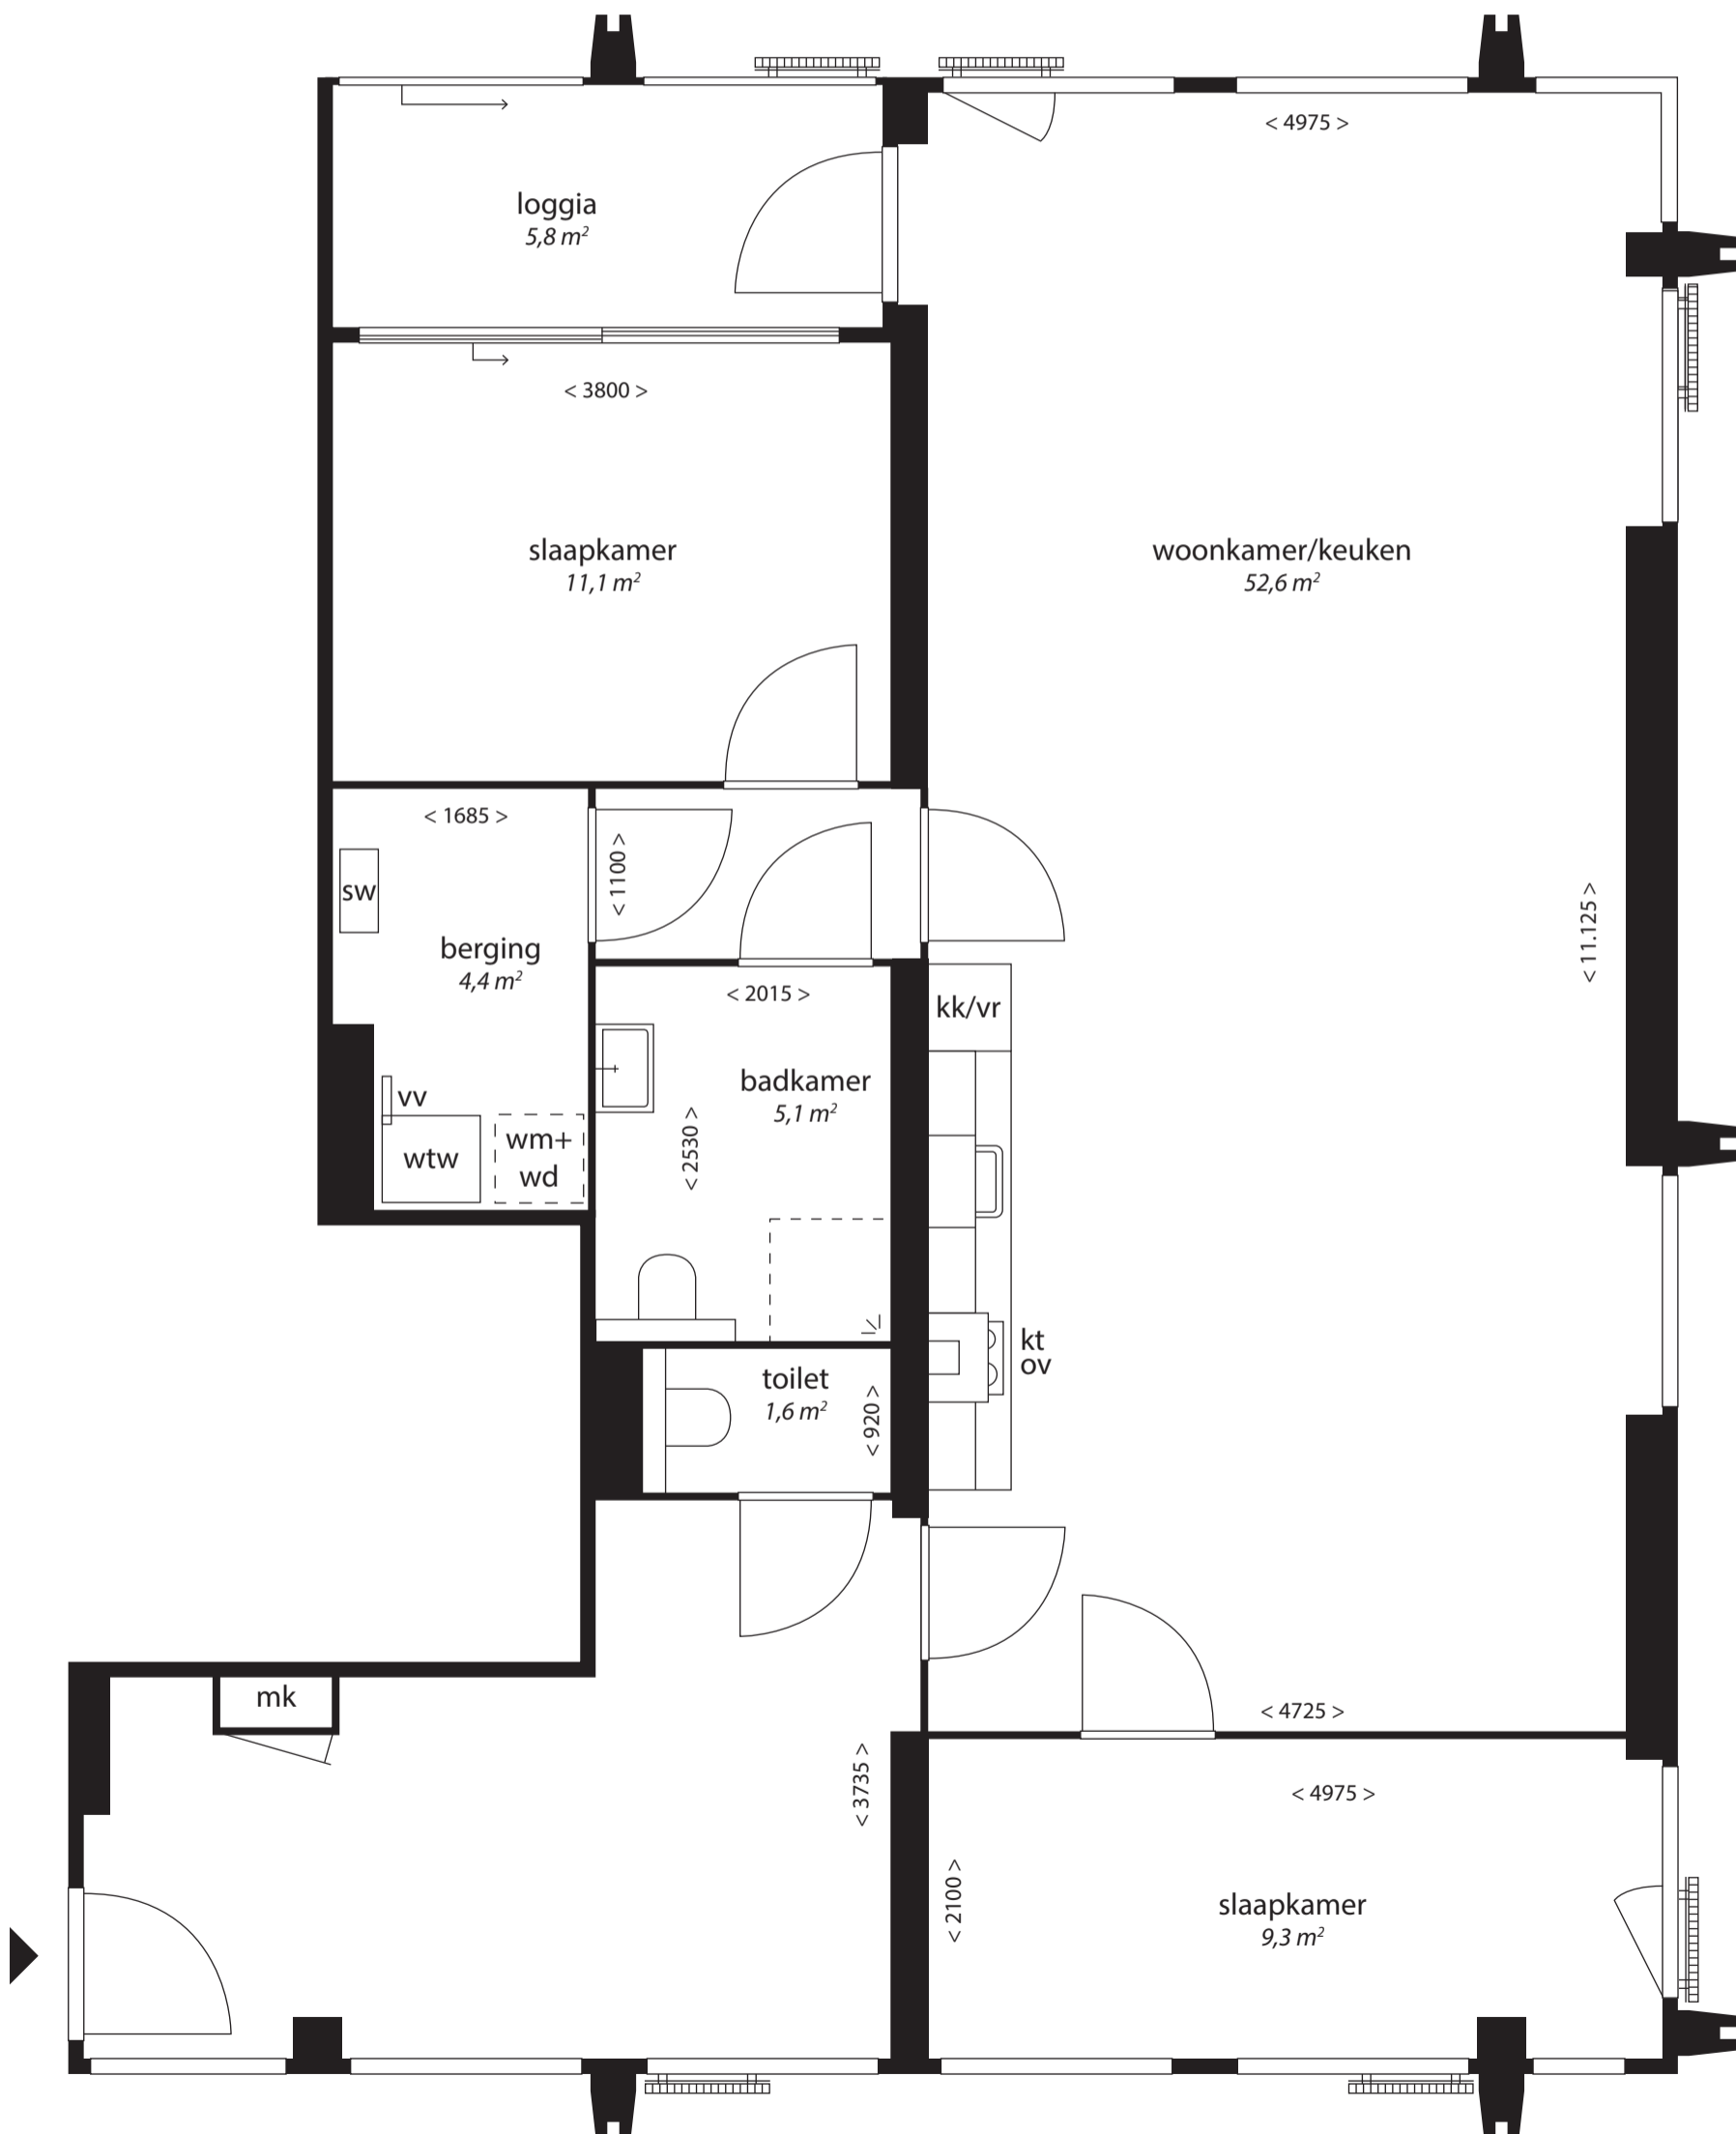 < 4975 >
loggia
5,8 m²
< 3800 >
slaapkamer
11,1 m²
woonkamer/keuken
52,6 m²
< 1685 >
< 1100 >
sw
berging
4,4 m²
< 11.125 >
< 2015 >
kk/vr
badkamer
5,1 m²
vv
< 2530 >
wtw
wm+
wd
kt
ov
toilet
1,6 m²
< 920 >
mk
< 4725 >
< 3735 >
< 4975 >
< 2100 >
slaapkamer
9,3 m²